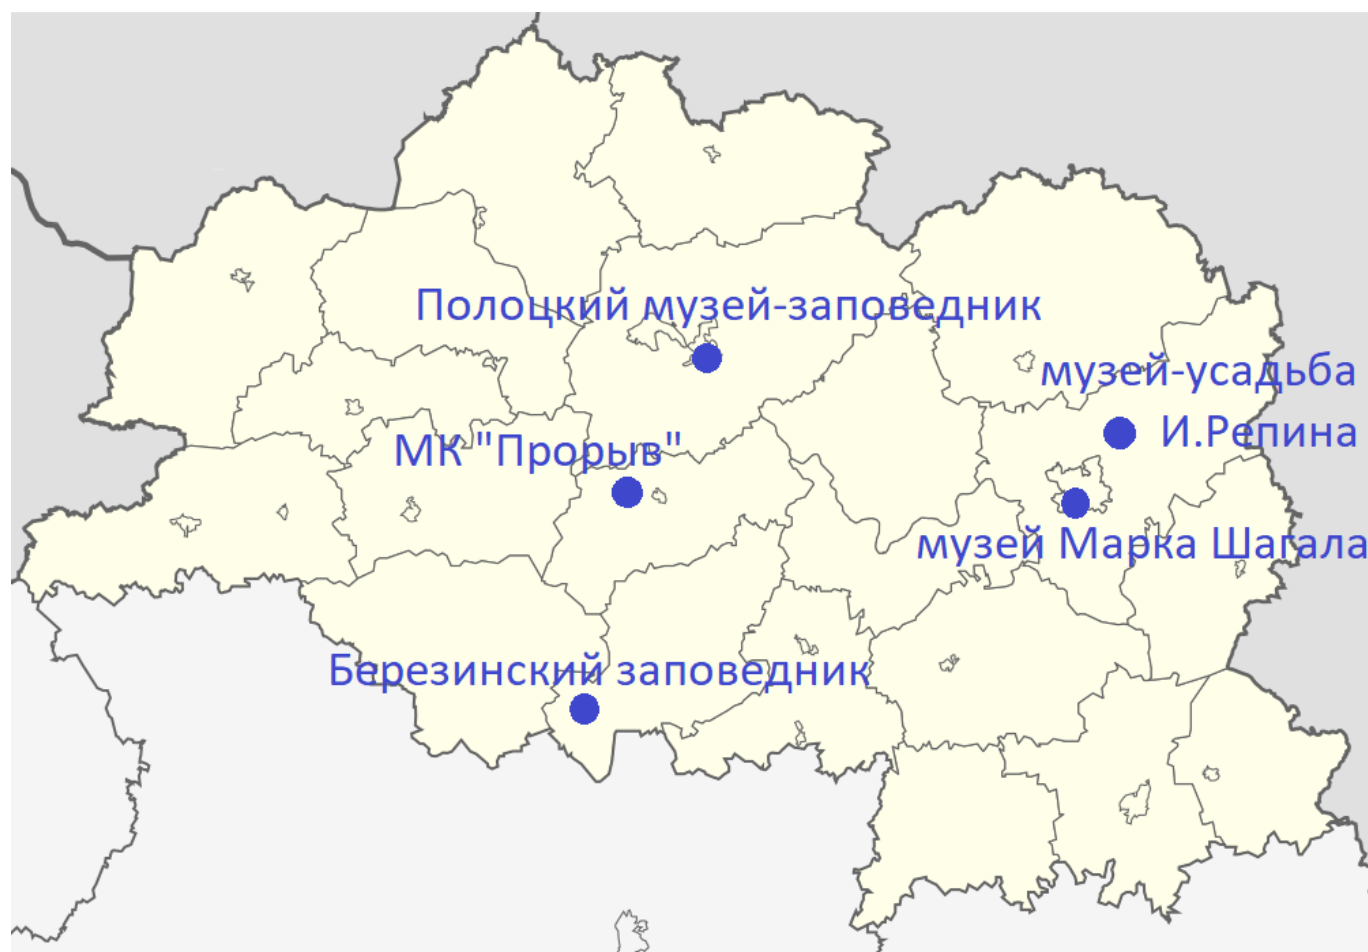 Полоцкий музей-заповедник
музей-усадьба
И.Репина
МК "Прорыв"
музей Марка Шагала
Березинский заповедник